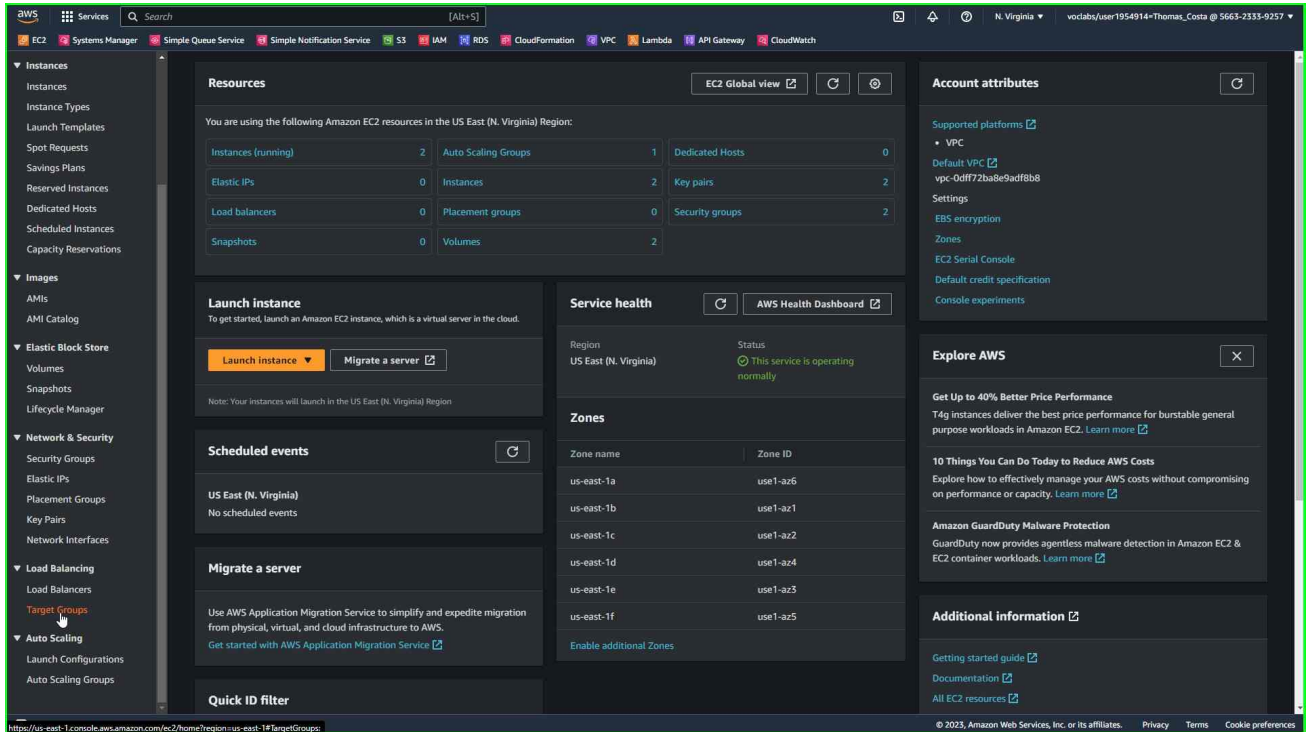 aws
Services
Search
[Alt+S]
N. Virginia
voclabs/user1954914=Thomas_Costa @ 5663-2333-9257
EC2
Systems Manager
Simple Queue Service
Simple Notification Service
S3
IAM
RDS
CloudFormation
VPC
Lambda
API Gateway
CloudWatch
Instances
Instances
Instance Types
Launch Templates
Spot Requests
Savings Plans
Reserved Instances
Dedicated Hosts
Scheduled Instances
Capacity Reservations
Images
AMIs
AMI Catalog
Elastic Block Store
Volumes
Snapshots
Lifecycle Manager
Network & Security
Security Groups
Elastic IPs
Placement Groups
Key Pairs
Network Interfaces
Load Balancing
Load Balancers
Target Groups
Auto Scaling
Launch Configurations
Auto Scaling Groups
https://us-east-1.console.aws.amazon.com/ec2/home?region=us-east-1#TargetGroups:
Resources
EC2 Global view
You are using the following Amazon EC2 resources in the US East (N. Virginia) Region:
Instances (running) 2
Auto Scaling Groups 1
Dedicated Hosts 0
Elastic IPs 0
Instances 2
Key pairs 2
Load balancers 0
Placement groups 0
Security groups 2
Snapshots 0
Volumes 2
Launch instance
To get started, launch an Amazon EC2 instance, which is a virtual server in the cloud.
Launch instance
Migrate a server
Note: Your instances will launch in the US East (N. Virginia) Region
Scheduled events
US East (N. Virginia)
No scheduled events
Migrate a server
Use AWS Application Migration Service to simplify and expedite migration
from physical, virtual, and cloud infrastructure to AWS.
Get started with AWS Application Migration Service
Quick ID filter
Service health
AWS Health Dashboard
Region
US East (N. Virginia)
Status
This service is operating
normally
Zones
Zone name Zone ID
us-east-1a use1-az6
us-east-1b use1-az1
us-east-1c use1-az2
us-east-1d use1-az4
us-east-1e use1-az3
us-east-1f use1-az5
Enable additional Zones
Account attributes
Supported platforms
• VPC
Default VPC
vpc-0dff72ba8e9adf8b8
Settings
EBS encryption
Zones
EC2 Serial Console
Default credit specification
Console experiments
Explore AWS
Get Up to 40% Better Price Performance
T4g instances deliver the best price performance for burstable general
purpose workloads in Amazon EC2. Learn more
10 Things You Can Do Today to Reduce AWS Costs
Explore how to effectively manage your AWS costs without compromising
on performance or capacity. Learn more
Amazon GuardDuty Malware Protection
GuardDuty now provides agentless malware detection in Amazon EC2 &
EC2 container workloads. Learn more
Additional information
Getting started guide
Documentation
All EC2 resources
© 2023, Amazon Web Services, Inc. or its affiliates.
Privacy
Terms
Cookie preferences